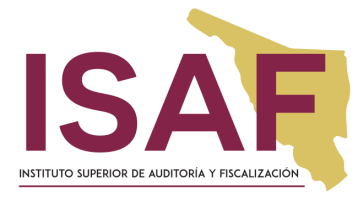 ISAF
INSTITUTO SUPERIOR DE AUDITORÍA Y FISCALIZACIÓN